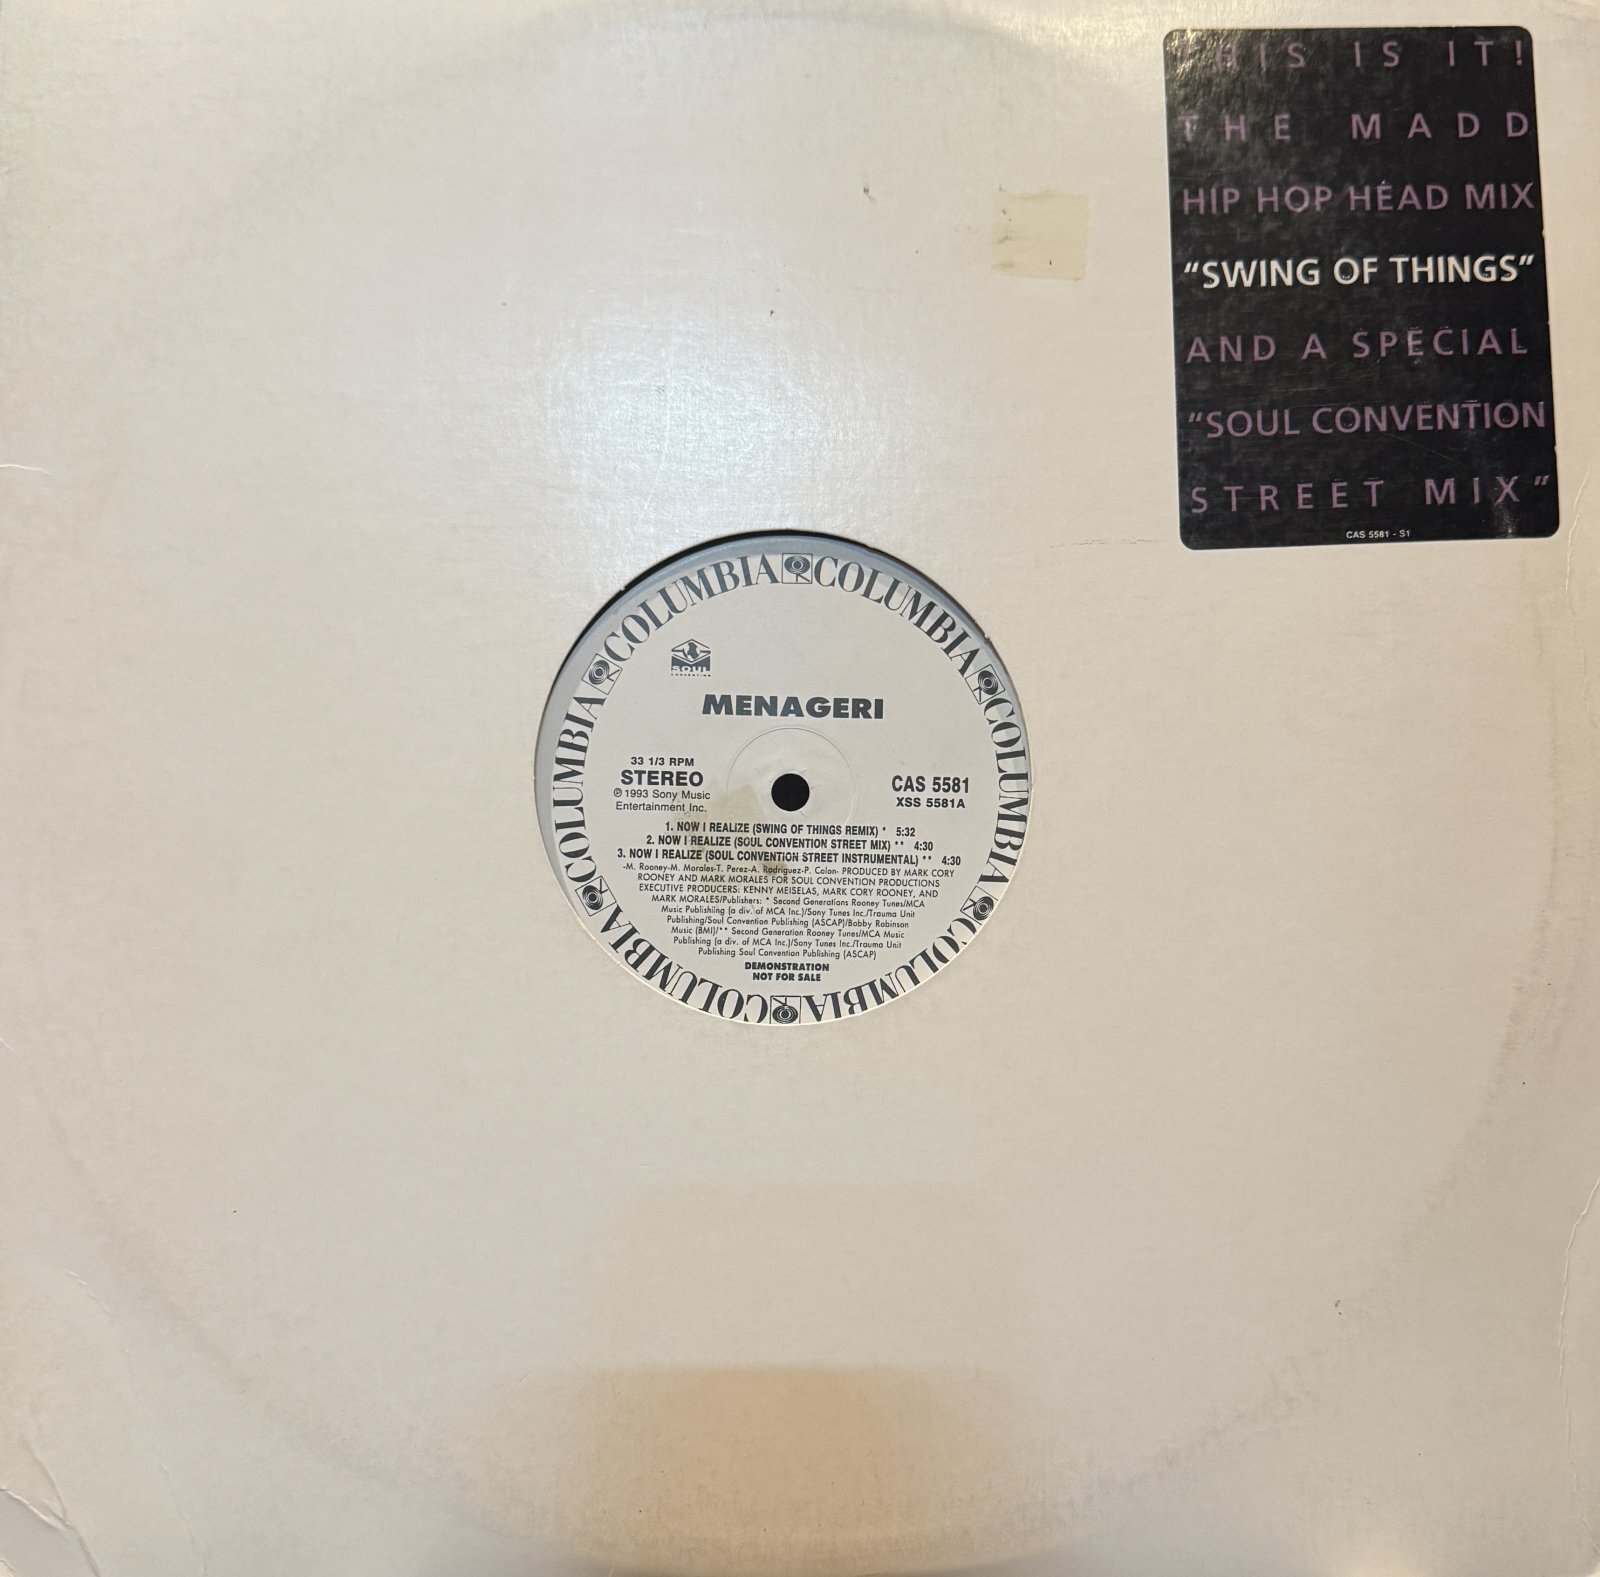 THIS IS IT!
THE MADD
HIP HOP HEAD MIX
“SWING OF THINGS”
AND A SPECIAL
“SOUL CONVENTION
STREET MIX”
CAS 5581 - S1
COLUMBIA COLUMBIA COLUMBIA COLUMBIA COLUMBIA COLUMBIA COLUMBIA COLUMBIA
SOUL
CONVENTION
MENAGERI
33 1/3 RPM
STEREO
℗ 1993 Sony Music
Entertainment Inc.
CAS 5581
XSS 5581A
1. NOW I REALIZE (SWING OF THINGS REMIX) * 5:32
2. NOW I REALIZE (SOUL CONVENTION STREET MIX) ** 4:30
3. NOW I REALIZE (SOUL CONVENTION STREET INSTRUMENTAL) ** 4:30
-M. Rooney-M. Morales-T. Perez-A. Rodriguez-P. Colon- PRODUCED BY MARK CORY
ROONEY AND MARK MORALES FOR SOUL CONVENTION PRODUCTIONS
EXECUTIVE PRODUCERS: KENNY MEISELAS, MARK CORY ROONEY, AND
MARK MORALES/Publishers: * Second Generations Rooney Tunes/MCA
Music Publishing (a div. of MCA Inc.)/Sony Tunes Inc./Trauma Unit
Publishing/Soul Convention Publishing (ASCAP)/Bobby Robinson
Music (BMI)/** Second Generation Rooney Tunes/MCA Music
Publishing (a div. of MCA Inc.)/Sony Tunes Inc./Trauma Unit
Publishing Soul Convention Publishing (ASCAP)
DEMONSTRATION
NOT FOR SALE